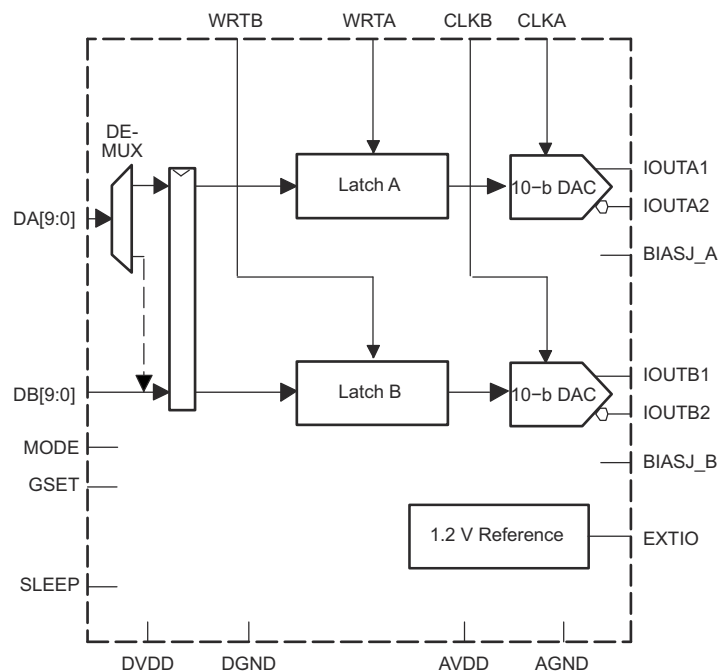 WRTB
WRTA
CLKB
CLKA
DE-
MUX
DA[9:0]
Latch A
10−b DAC
IOUTA1
IOUTA2
BIASJ_A
DB[9:0]
Latch B
10−b DAC
IOUTB1
IOUTB2
MODE
BIASJ_B
GSET
1.2 V Reference
EXTIO
SLEEP
DVDD
DGND
AVDD
AGND